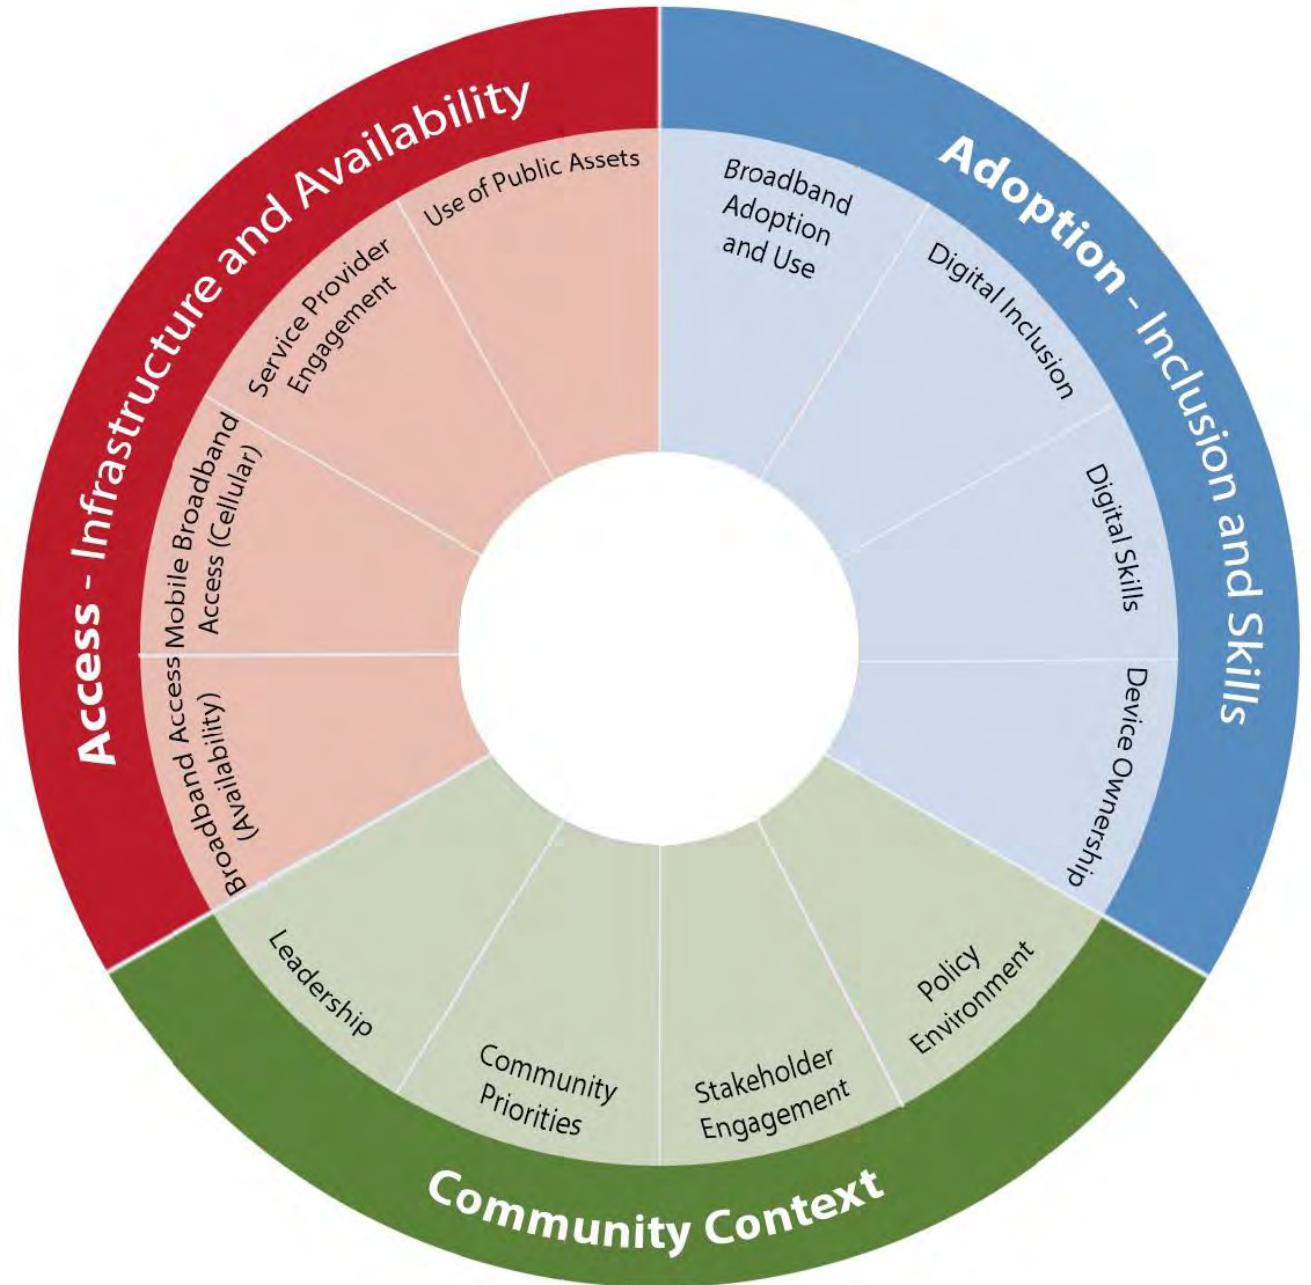 Access - Infrastructure and Availability
Use of Public Assets
Service Provider
Engagement
Mobile Broadband
Access (Cellular)
Broadband Access
(Availability)
Adoption - Inclusion and Skills
Broadband
Adoption
and Use
Digital Inclusion
Digital Skills
Device Ownership
Community Context
Leadership
Community
Priorities
Stakeholder
Engagement
Policy
Environment